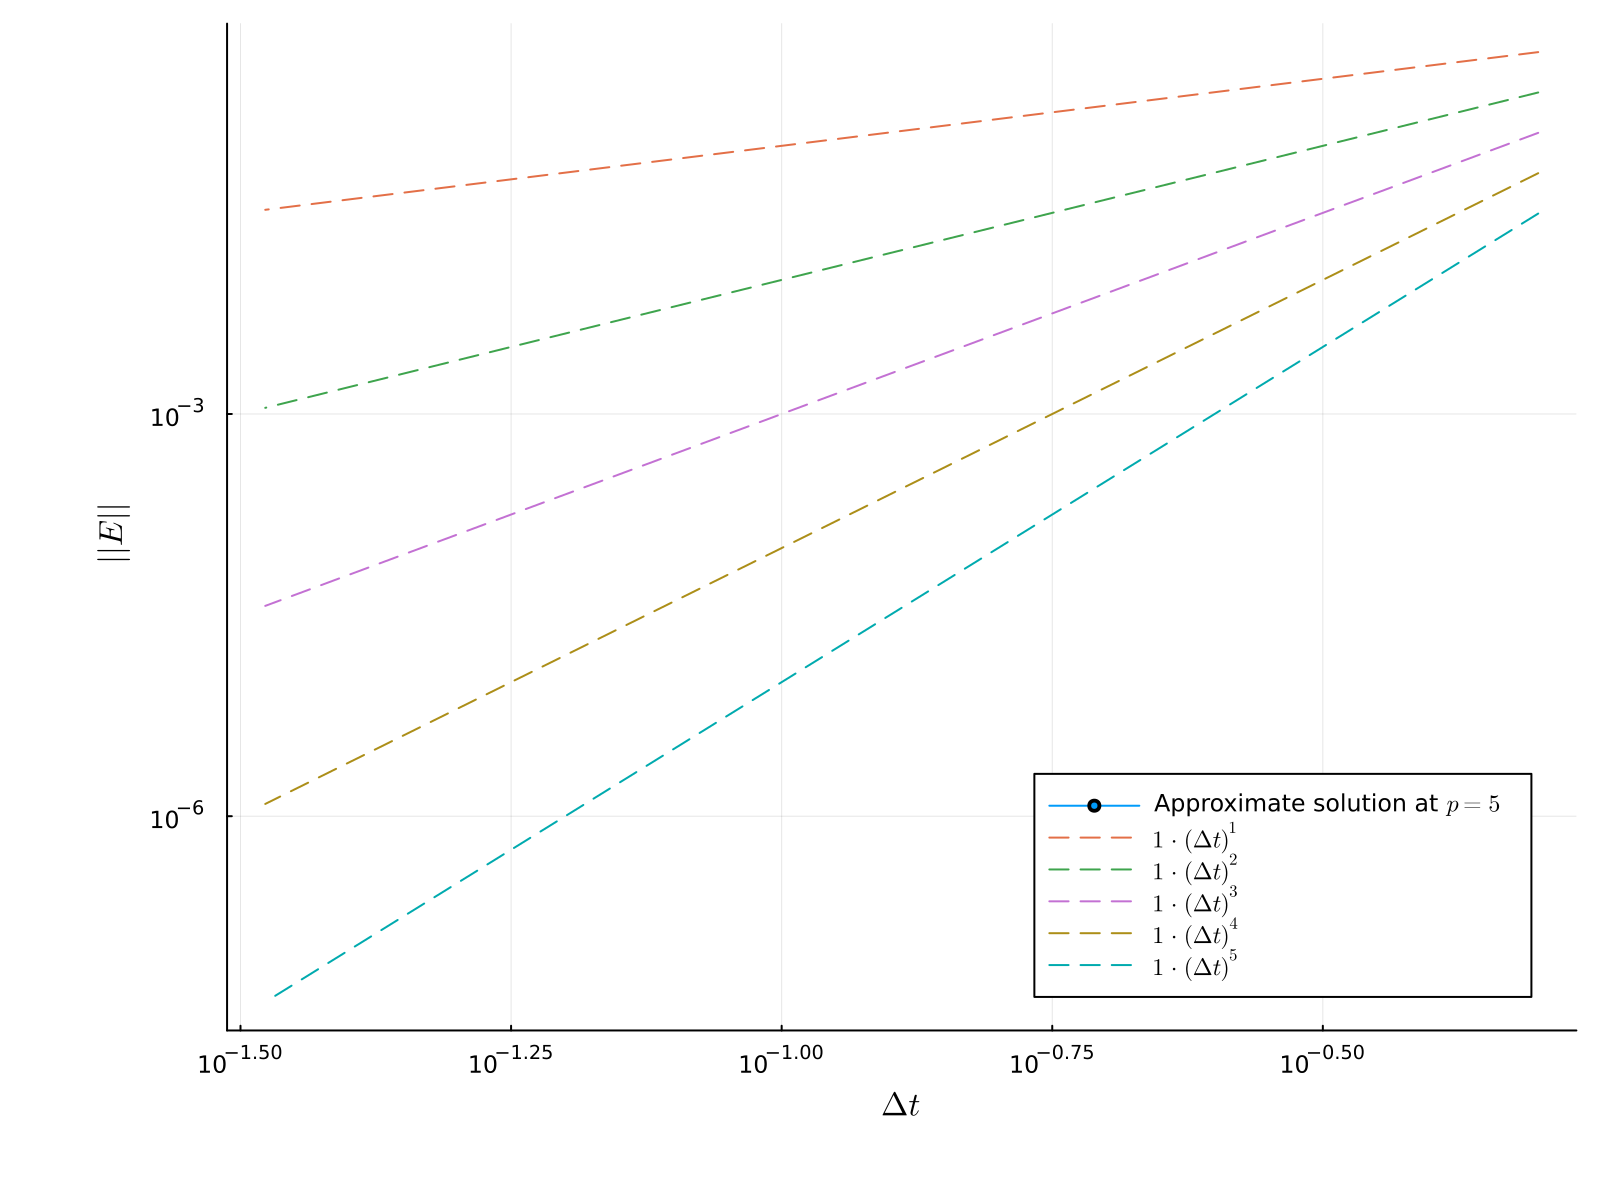 ||E||
10⁻³
10⁻⁶
Approximate solution at p = 5
1 · (Δt)¹
1 · (Δt)²
1 · (Δt)³
1 · (Δt)⁴
1 · (Δt)⁵
10⁻¹·⁵⁰ 10⁻¹·²⁵ 10⁻¹·⁰⁰ 10⁻⁰·⁷⁵ 10⁻⁰·⁵⁰
Δt